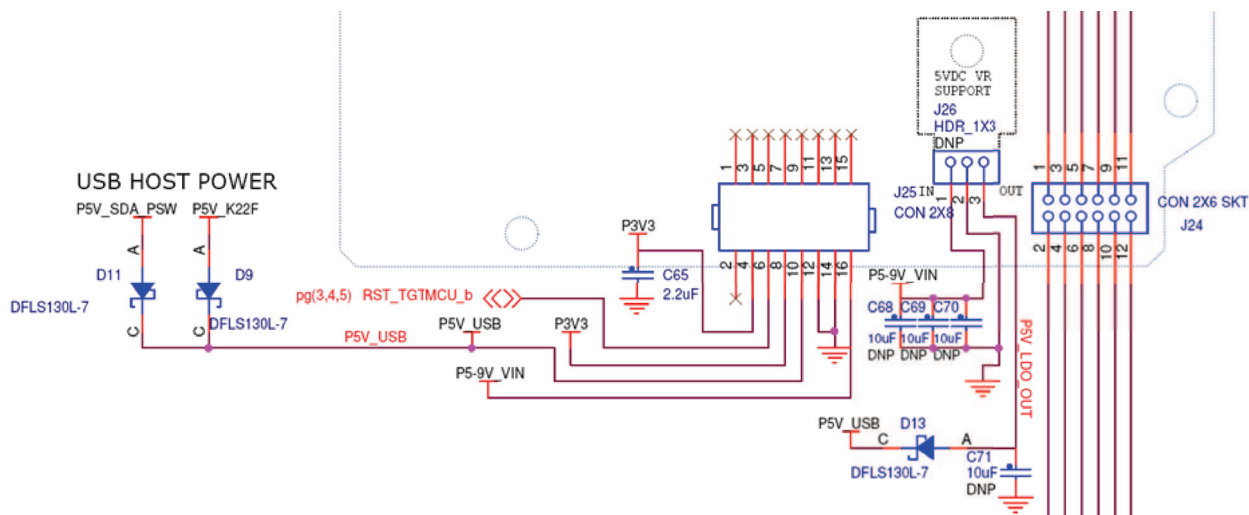 5VDC VR
SUPPORT
J26
HDR_1X3
DNP
1
3
5
7
9
11
13
15
1
3
5
7
9
11
USB HOST POWER
P5V_SDA_PSW
P5V_K22F
J25
IN
OUT
CON 2X8
1
2
3
CON 2X6 SKT
J24
P3V3
A
A
D11
D9
DFLS130L-7
DFLS130L-7
C
C
2
4
6
8
10
12
14
16
2
4
6
8
10
12
C65
2.2uF
pg(3,4,5) RST_TGTMCU_b
P5-9V_VIN
C68
C69
C70
10uF
10uF
10uF
DNP
DNP
DNP
P5V_USB
P5V_USB
P3V3
P5-9V_VIN
P5V_LDO_OUT
P5V_USB
D13
C
A
DFLS130L-7
C71
10uF
DNP